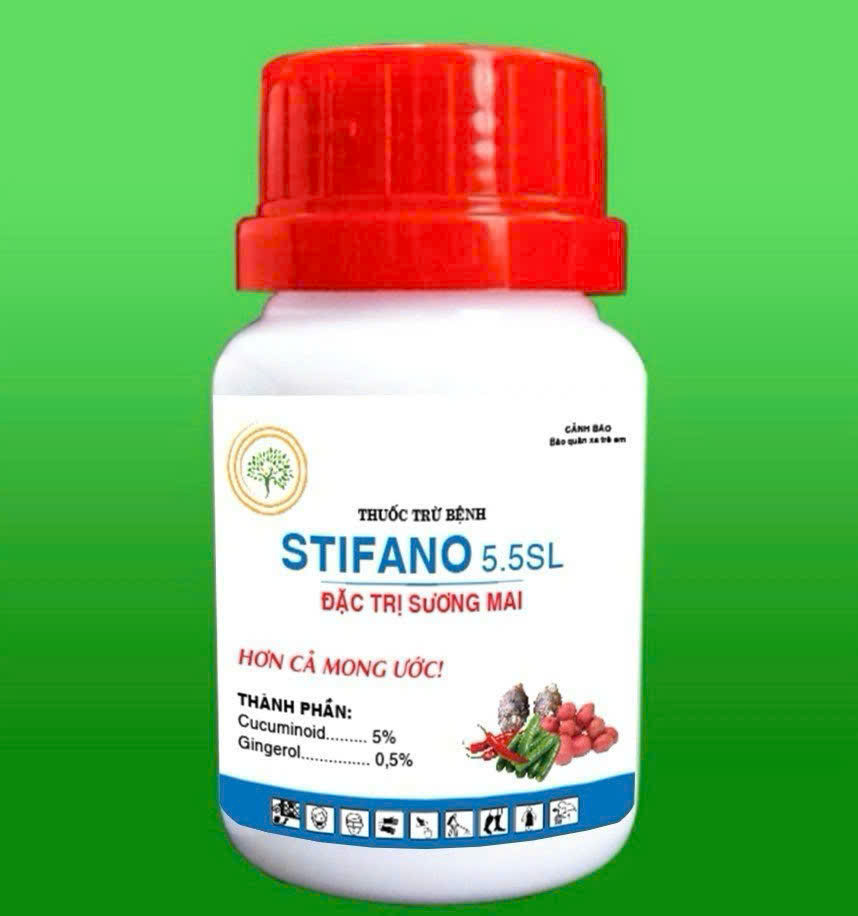 CẢNH BÁO
Bảo quản xa trẻ em
THUỐC TRỪ BỆNH
STIFANO 5.5SL
ĐẶC TRỊ SƯƠNG MAI
HƠN CẢ MONG ƯỚC!
THÀNH PHẦN:
Cucuminoid......... 5%
Gingerol............... 0,5%